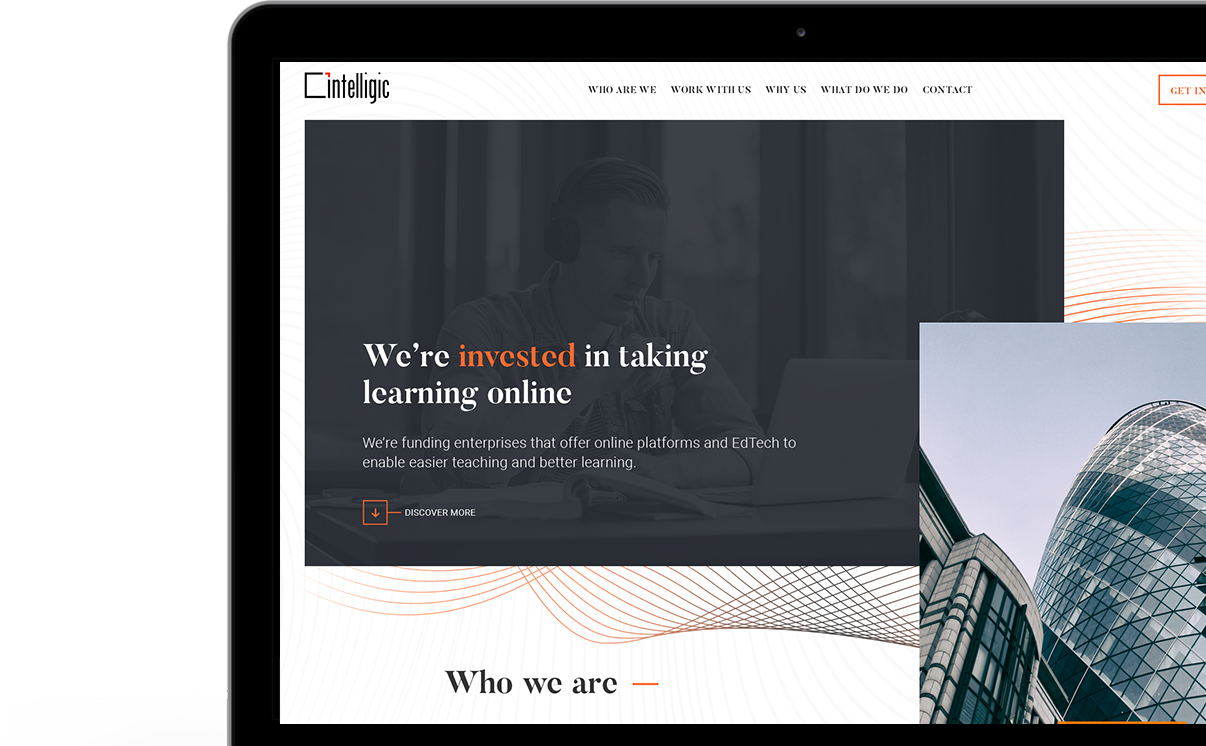 intelligic
WHO ARE WE WORK WITH US WHY US WHAT DO WE DO CONTACT
GET IN
We're invested in taking
learning online
We're funding enterprises that offer online platforms and EdTech to
enable easier teaching and better learning.
DISCOVER MORE
Who we are